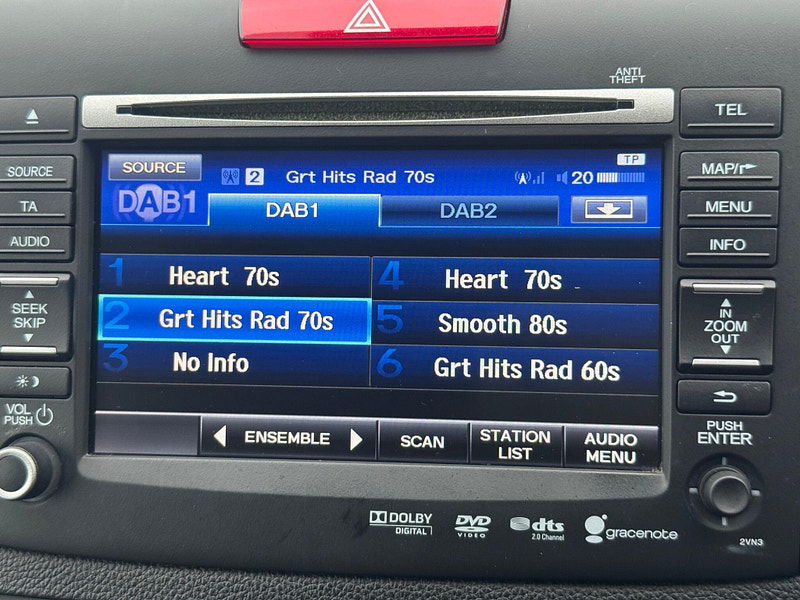 ANTI
THEFT
SOURCE
TA
AUDIO
SEEK
SKIP
VOL
PUSH
SOURCE
2
Grt Hits Rad 70s
TP
20
DAB1
DAB1
DAB2
1 Heart 70s
4 Heart 70s
2 Grt Hits Rad 70s
5 Smooth 80s
3 No Info
6 Grt Hits Rad 60s
ENSEMBLE
SCAN
STATION
LIST
AUDIO
MENU
TEL
MAP/
MENU
INFO
IN
ZOOM
OUT
PUSH
ENTER
DOLBY
DIGITAL
DVD
VIDEO
dts
2.0 Channel
gracenote
2VN3